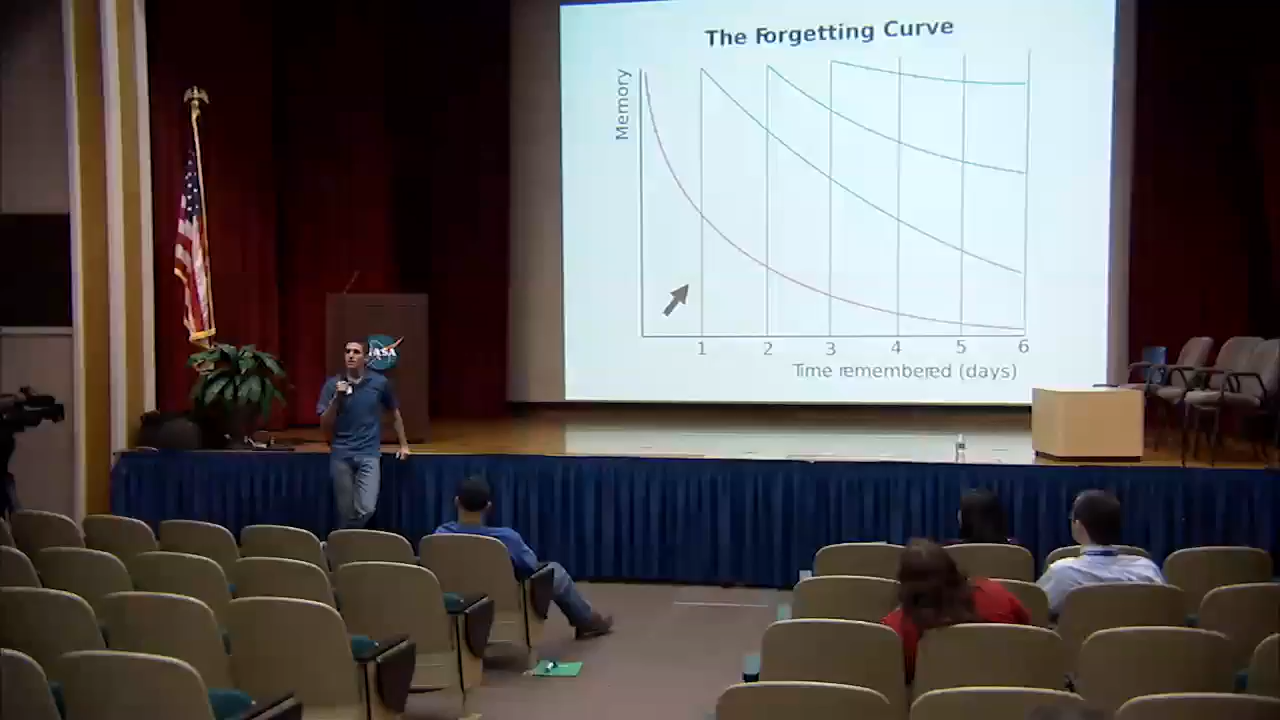 The Forgetting Curve
Memory
1 2 3 4 5 6
Time remembered (days)
NASA